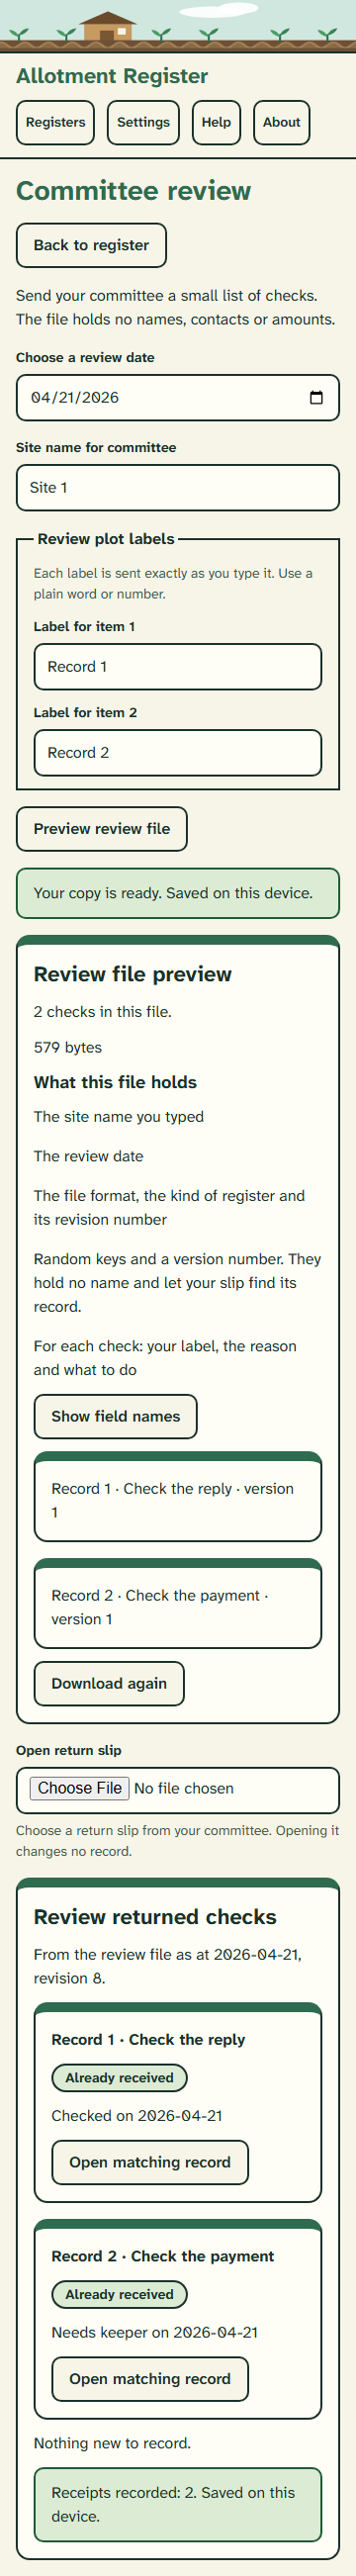 Allotment Register
Registers
Settings
Help
About
Committee review
Back to register
Send your committee a small list of checks.
The file holds no names, contacts or amounts.
Choose a review date
04/21/2026
Site name for committee
Site 1
Review plot labels
Each label is sent exactly as you type it. Use a
plain word or number.
Label for item 1
Record 1
Label for item 2
Record 2
Preview review file
Your copy is ready. Saved on this device.
Review file preview
2 checks in this file.
579 bytes
What this file holds
The site name you typed
The review date
The file format, the kind of register and
its revision number
Random keys and a version number. They
hold no name and let your slip find its
record.
For each check: your label, the reason
and what to do
Show field names
Record 1 · Check the reply · version
1
Record 2 · Check the payment ·
version 1
Download again
Open return slip
Choose File No file chosen
Choose a return slip from your committee. Opening it
changes no record.
Review returned checks
From the review file as at 2026-04-21,
revision 8.
Record 1 · Check the reply
Already received
Checked on 2026-04-21
Open matching record
Record 2 · Check the payment
Already received
Needs keeper on 2026-04-21
Open matching record
Nothing new to record.
Receipts recorded: 2. Saved on this
device.